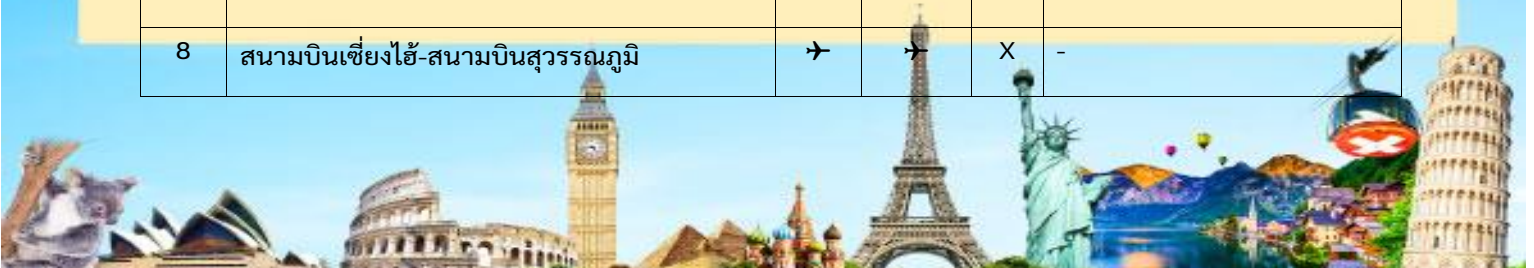 8 สนามบินเซี่ยงไฮ้-สนามบินสุวรรณภูมิ ✈ ✈ X -